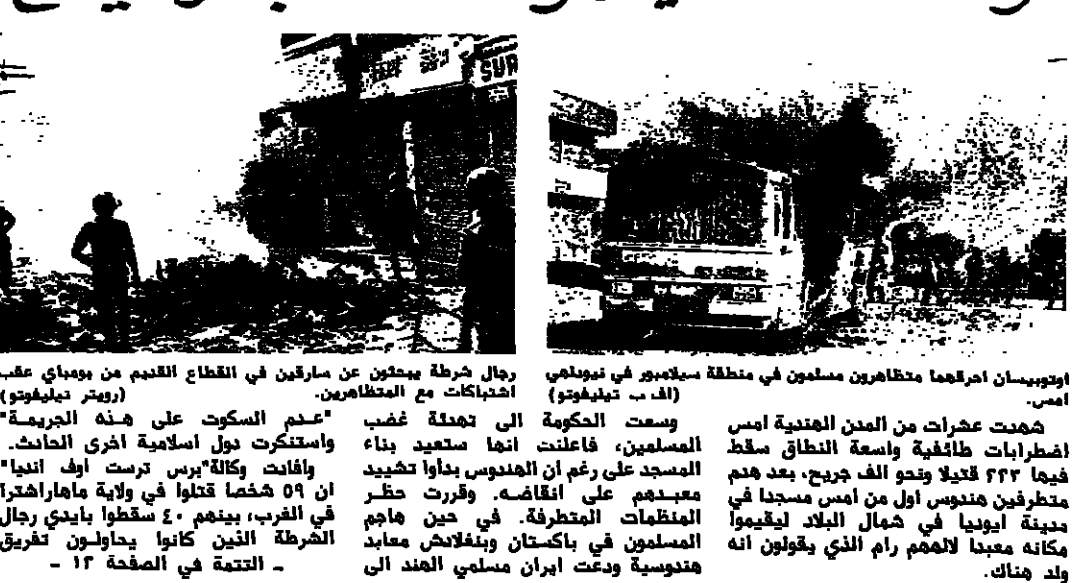 SUR
اوتوبيسان احرقهما متظاهرون مسلمون في منطقة سيلامبور في نيودلهي
امس.
(اف ب تيليفوتو)
رجال شرطة يبحثون عن سارقين في القطاع القديم من بومباي عقب
اشتباكات مع المتظاهرين.
(رويتر تيليفوتو)
شهدت عشرات من المدن الهندية امس
اضطرابات طائفية واسعة النطاق سقط
فيها ٢٢٣ قتيلا ونحو الف جريح، بعد هدم
متطرفين هندوس اول من امس مسجدا في
مدينة ايوديا في شمال البلاد ليقيموا
مكانه معبدا لالههم رام الذي يقولون انه
ولد هناك.
وسعت الحكومة الى تهدئة غضب
المسلمين، فاعلنت انها ستعيد بناء
المسجد على رغم ان الهندوس بدأوا تشييد
معبدهم على انقاضه. وقررت حظر
المنظمات المتطرفة. في حين هاجم
المسلمون في باكستان وبنغلادش معابد
هندوسية ودعت ايران مسلمي الهند الى
"عدم السكوت على هذه الجريمة"
واستنكرت دول اسلامية اخرى الحادث.
وافادت وكالة "برس ترست اوف انديا"
ان ٥٩ شخصا قتلوا في ولاية ماهاراشترا
في الغرب، بينهم ٤٠ سقطوا بايدي رجال
الشرطة الذين كانوا يحاولون تفريق
ـ التتمة في الصفحة ١٢ ـ